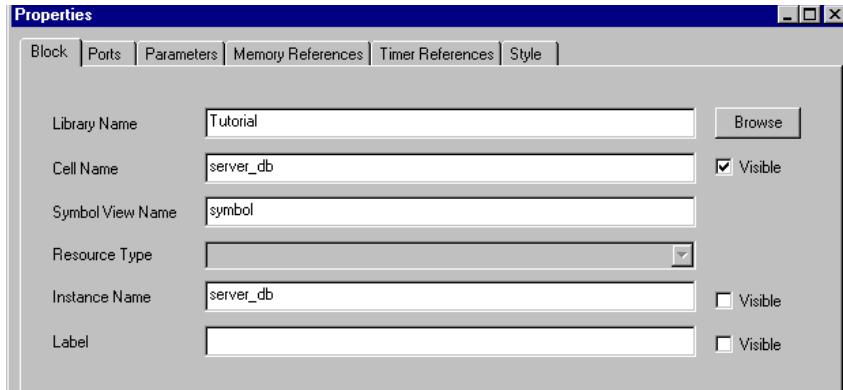 Properties
Block Ports Parameters Memory References Timer References Style
Library Name Tutorial Browse
Cell Name server_db Visible
Symbol View Name symbol
Resource Type
Instance Name server_db Visible
Label Visible